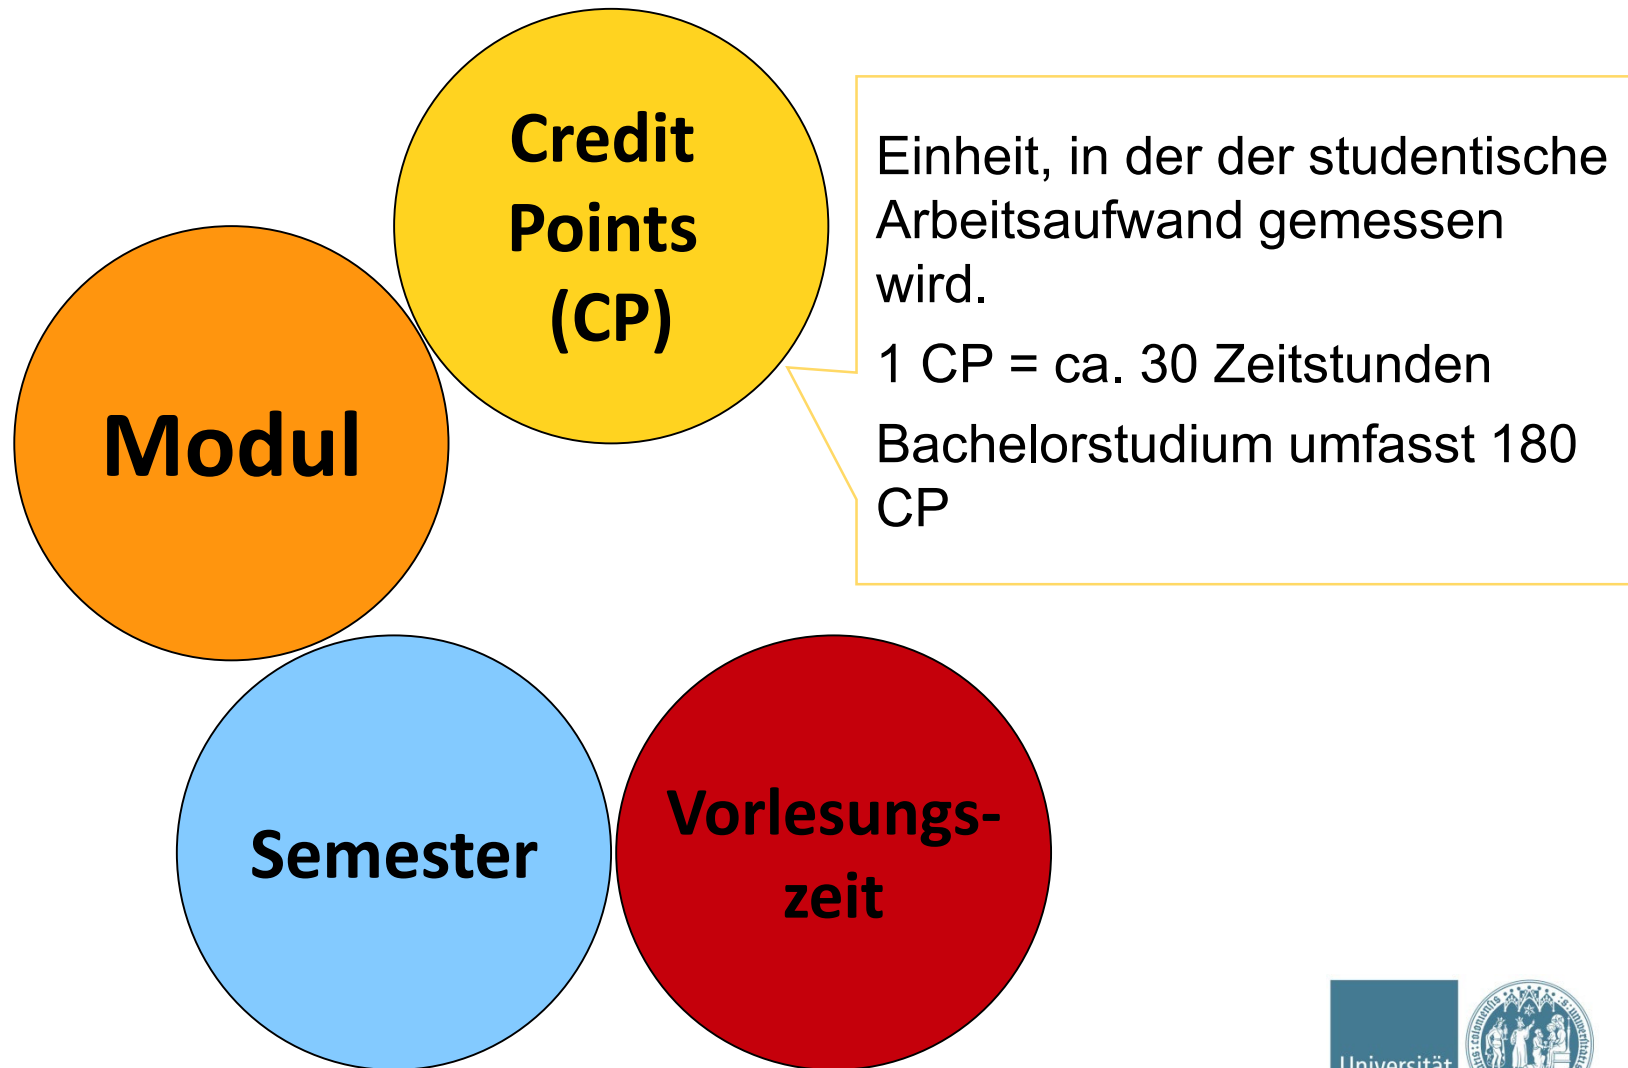 Credit
Points
(CP)
Einheit, in der der studentische
Arbeitsaufwand gemessen
wird.
1 CP = ca. 30 Zeitstunden
Bachelorstudium umfasst 180
CP
Modul
Semester
Vorlesungs-
zeit
Universität